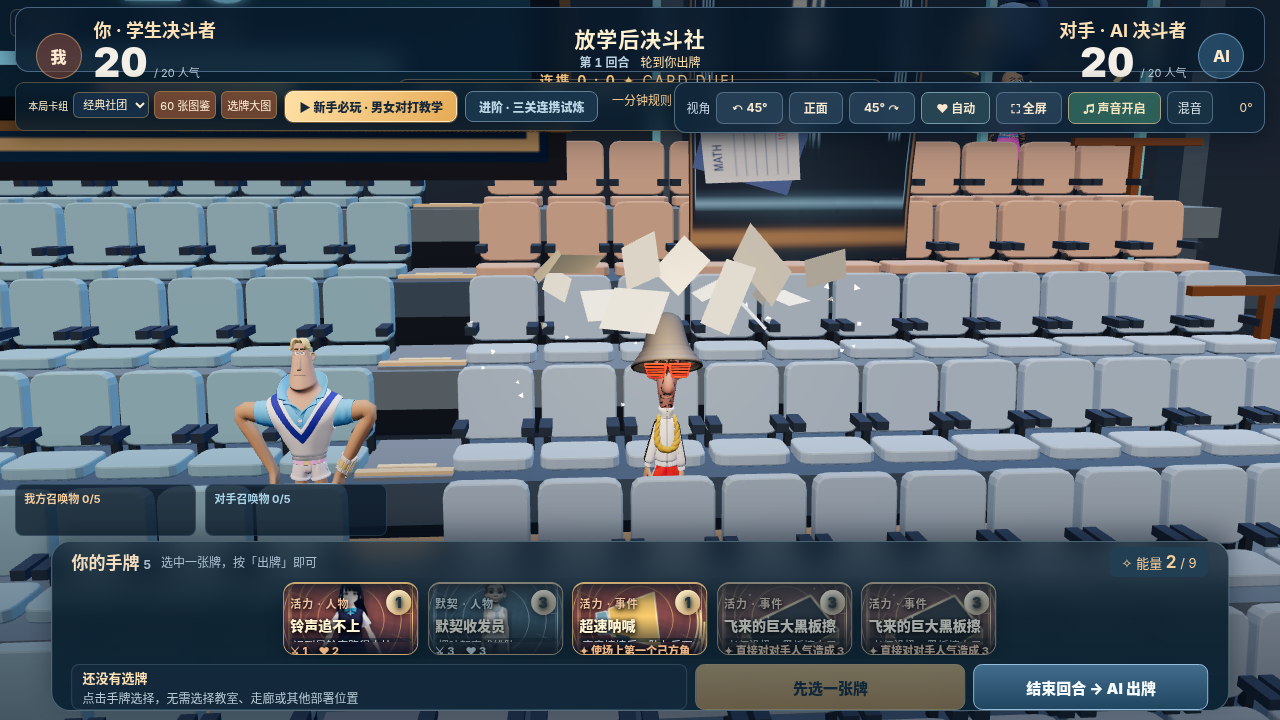 我
你 · 学生决斗者
20 / 20 人气
放学后决斗社
第 1 回合 轮到你出牌
连携 0 : 0 ✦ CARD DUEL
对手 · AI 决斗者
20 / 20 人气
AI
本局卡组 经典社团 60 张图鉴 选牌大图 ▶ 新手必玩 · 男女对打教学 进阶 · 三关连携试炼 一分钟规则
视角 ↶ 45° 正面 45° ↷ ♥ 自动 ⛶ 全屏 ♫ 声音开启 混音 0°
MATH
我方召唤物 0/5
对手召唤物 0/5
你的手牌 5 选中一张牌，按「出牌」即可
✧ 能量 2 / 9
活力 · 人物 1
铃声追不上
⚔ 1 ♥ 2
默契 · 人物 3
默契收发员
⚔ 3 ♥ 3
活力 · 事件 1
超速呐喊
✦ 使场上第一个己方角
活力 · 事件 3
飞来的巨大黑板擦
✦ 直接对对手人气造成 3
活力 · 事件 3
飞来的巨大黑板擦
✦ 直接对对手人气造成 3
还没有选牌
点击手牌选择，无需选择教室、走廊或其他部署位置
先选一张牌
结束回合 → AI 出牌